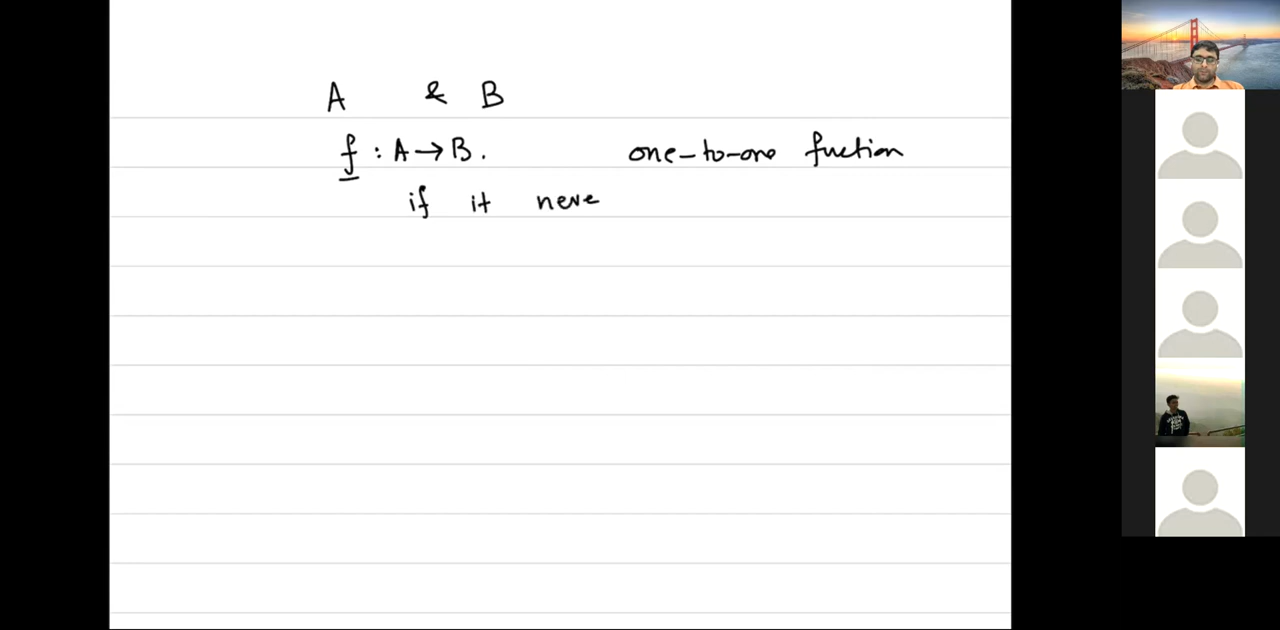 A & B
f : A → B. one-to-one fuction
if it neve